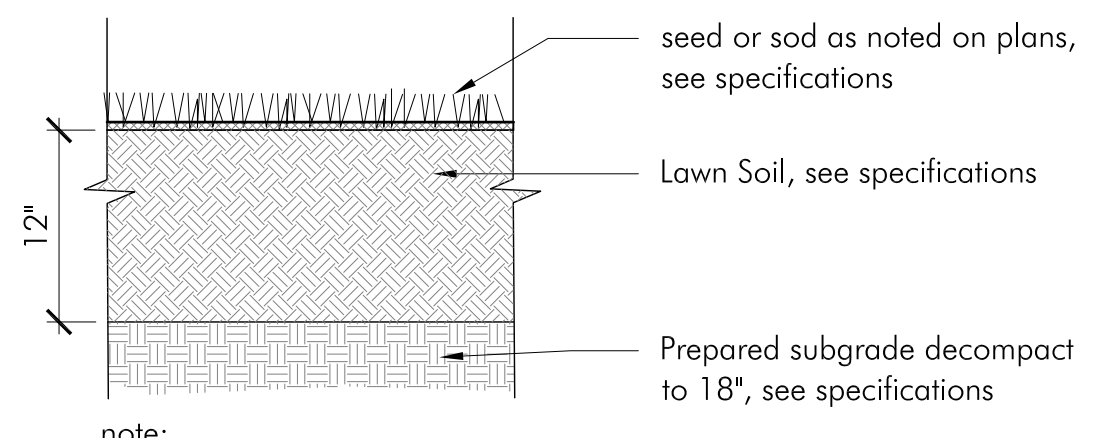 seed or sod as noted on plans,
see specifications
Lawn Soil, see specifications
12"
Prepared subgrade decompact
to 18", see specifications
note: